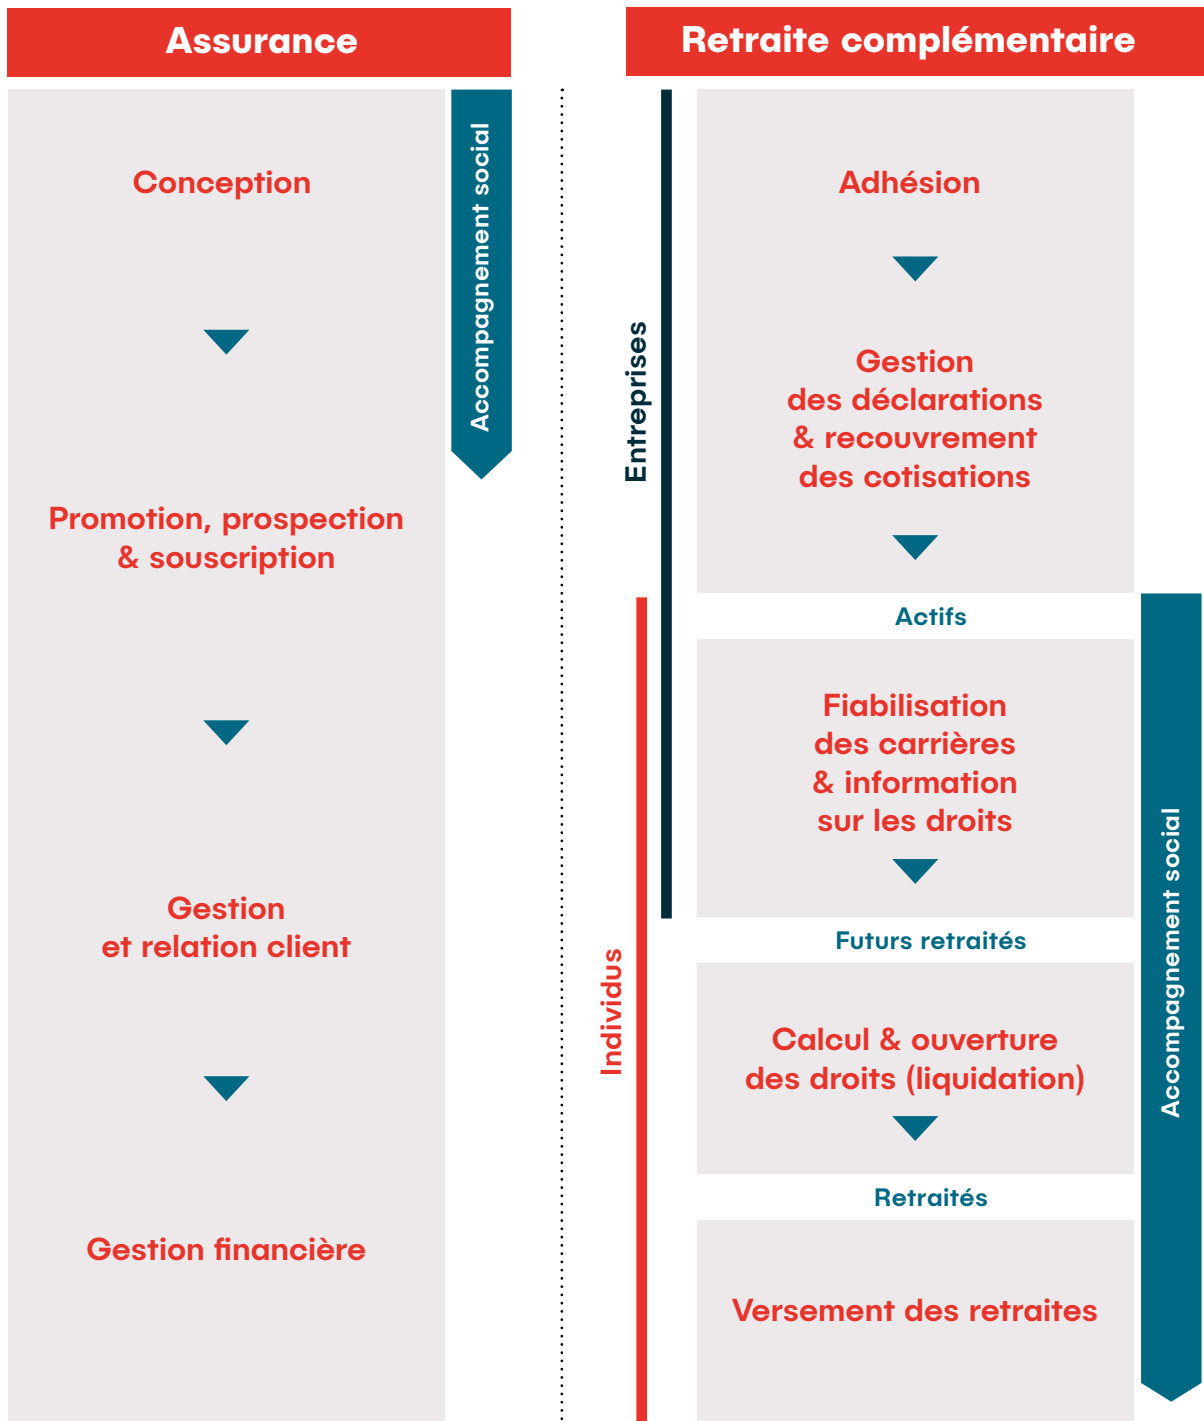 Assurance
Conception
Accompagnement social
Promotion, prospection
& souscription
Gestion
et relation client
Gestion financière
Retraite complémentaire
Entreprises
Individus
Adhésion
Gestion
des déclarations
& recouvrement
des cotisations
Actifs
Fiabilisation
des carrières
& information
sur les droits
Futurs retraités
Calcul & ouverture
des droits (liquidation)
Retraités
Versement des retraites
Accompagnement social